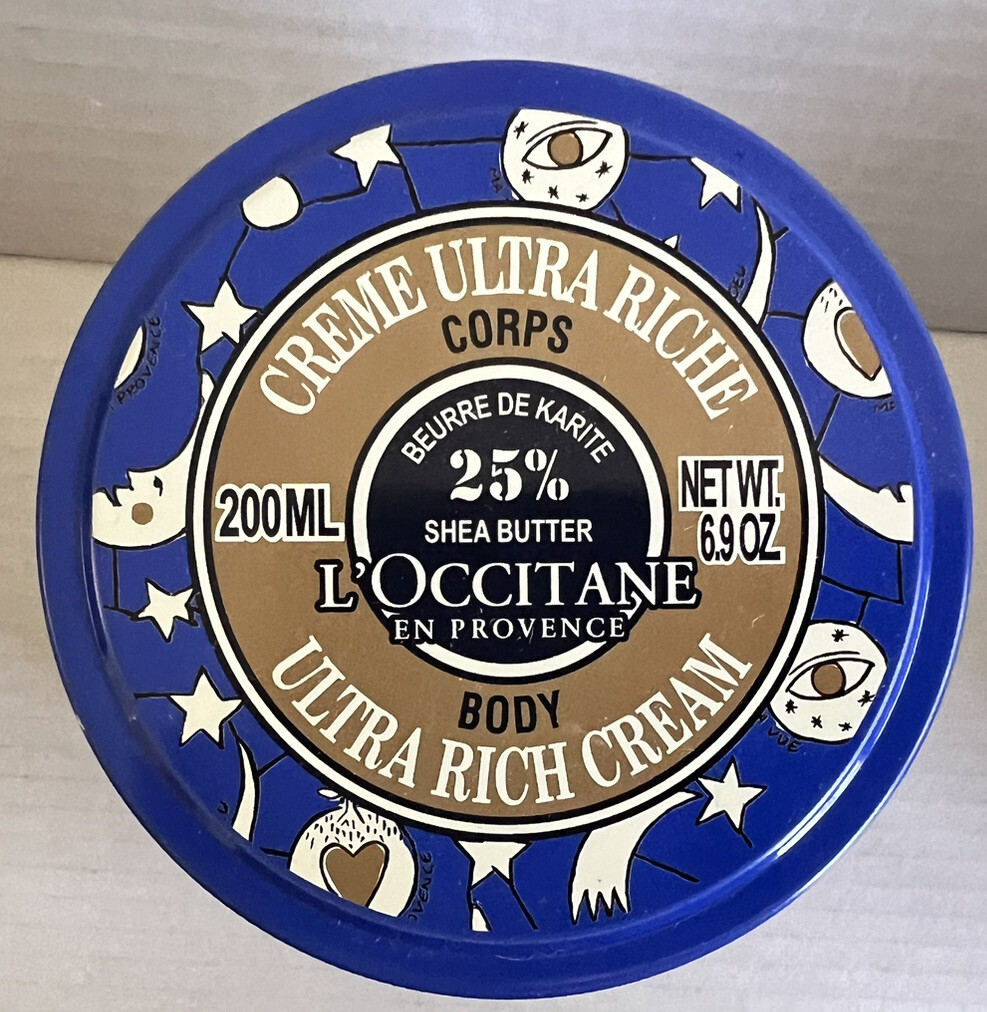 CREME ULTRA RICHE
CORPS
BEURRE DE KARITE
25%
SHEA BUTTER
200ML
NET WT.
6.9 OZ
L'OCCITANE
EN PROVENCE
BODY
ULTRA RICH CREAM
PROVENCE